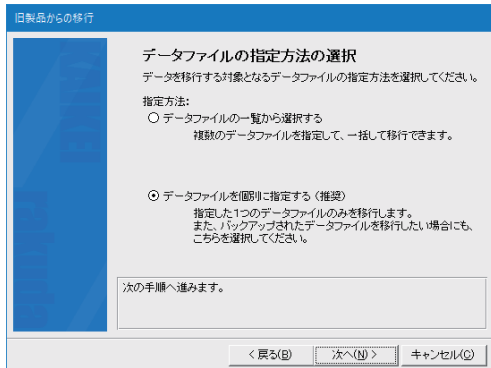 旧製品からの移行
データファイルの指定方法の選択
データを移行する対象となるデータファイルの指定方法を選択してください。
指定方法:
データファイルの一覧から選択する
複数のデータファイルを指定して、一括して移行できます。
データファイルを個別に指定する(推奨)
指定した1つのデータファイルのみを移行します。
また、バックアップされたデータファイルを移行したい場合にも、
こちらを選択してください。
次の手順へ進みます。
< 戻る(B)
次へ(N) >
キャンセル(C)
KAIKEI
rakuda